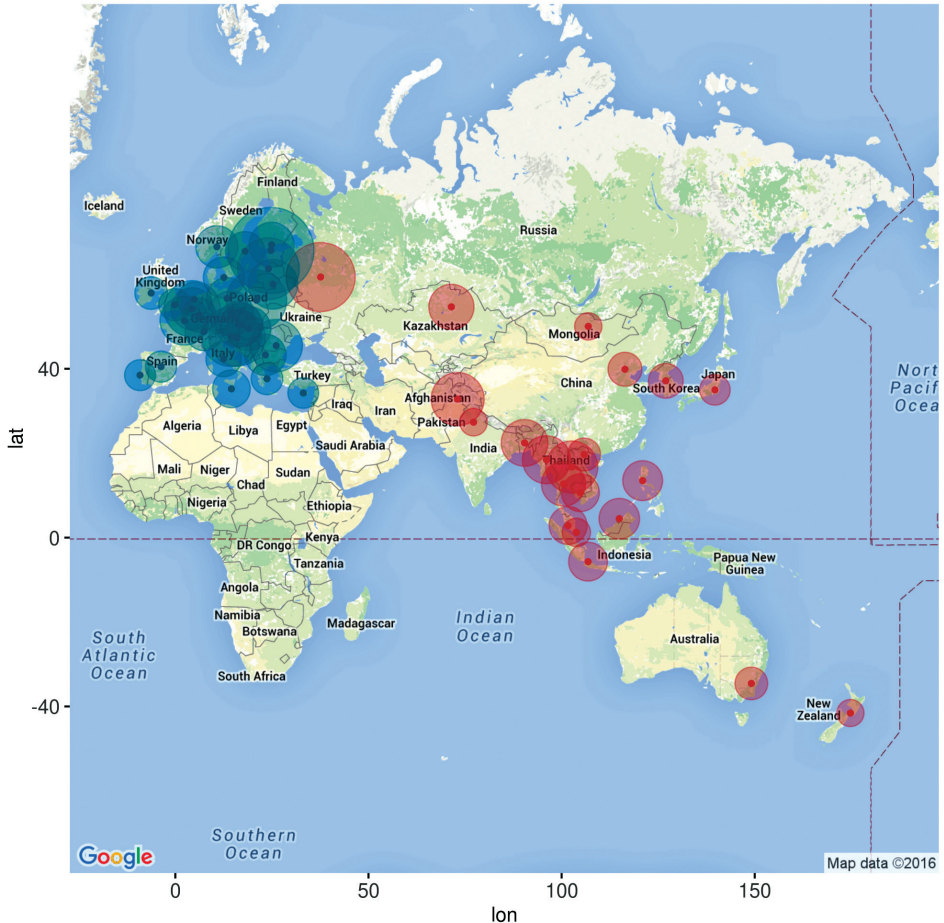 Finland
Iceland
Sweden
Norway
Russia
United
Kingdom
Poland
Ukraine
Kazakhstan
Mongolia
France
Italy
Spain
40
Turkey
China
South Korea
Japan
North
Pacif
Ocea
Afghanistan
Iraq
Iran
Pakistan
Algeria
Libya
Egypt
Saudi Arabia
India
Thailand
lat
Mali
Niger
Sudan
Chad
Nigeria
Ethiopia
0
DR Congo
Kenya
Tanzania
Indonesia
Papua New
Guinea
Angola
Namibia
Botswana
Madagascar
Indian
Ocean
Australia
South
Atlantic
Ocean
South Africa
-40
New
Zealand
Southern
Ocean
Google
Map data ©2016
0
50
100
150
lon